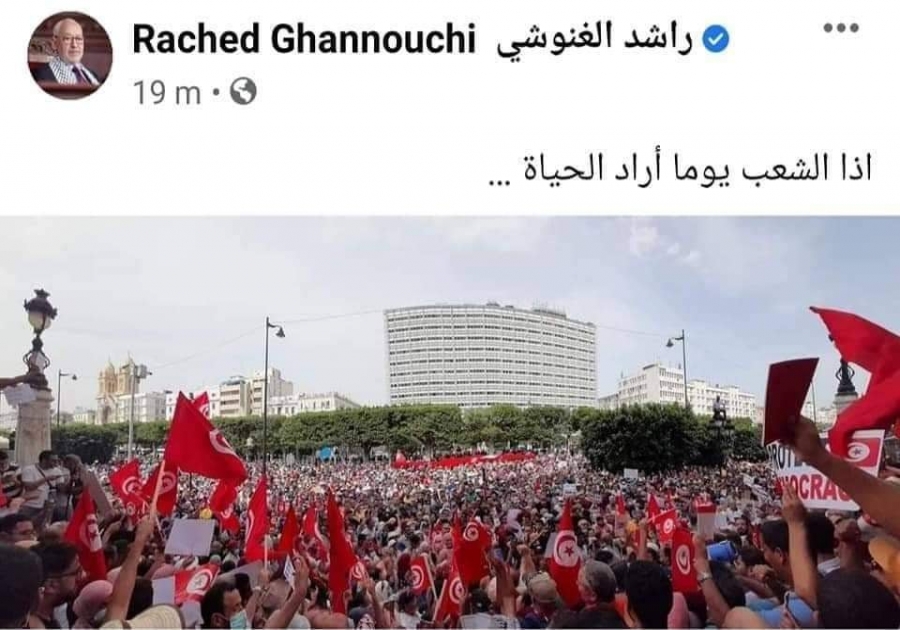 Rached Ghannouchi راشد الغنوشي
19 m
اذا الشعب يوما أراد الحياة ...